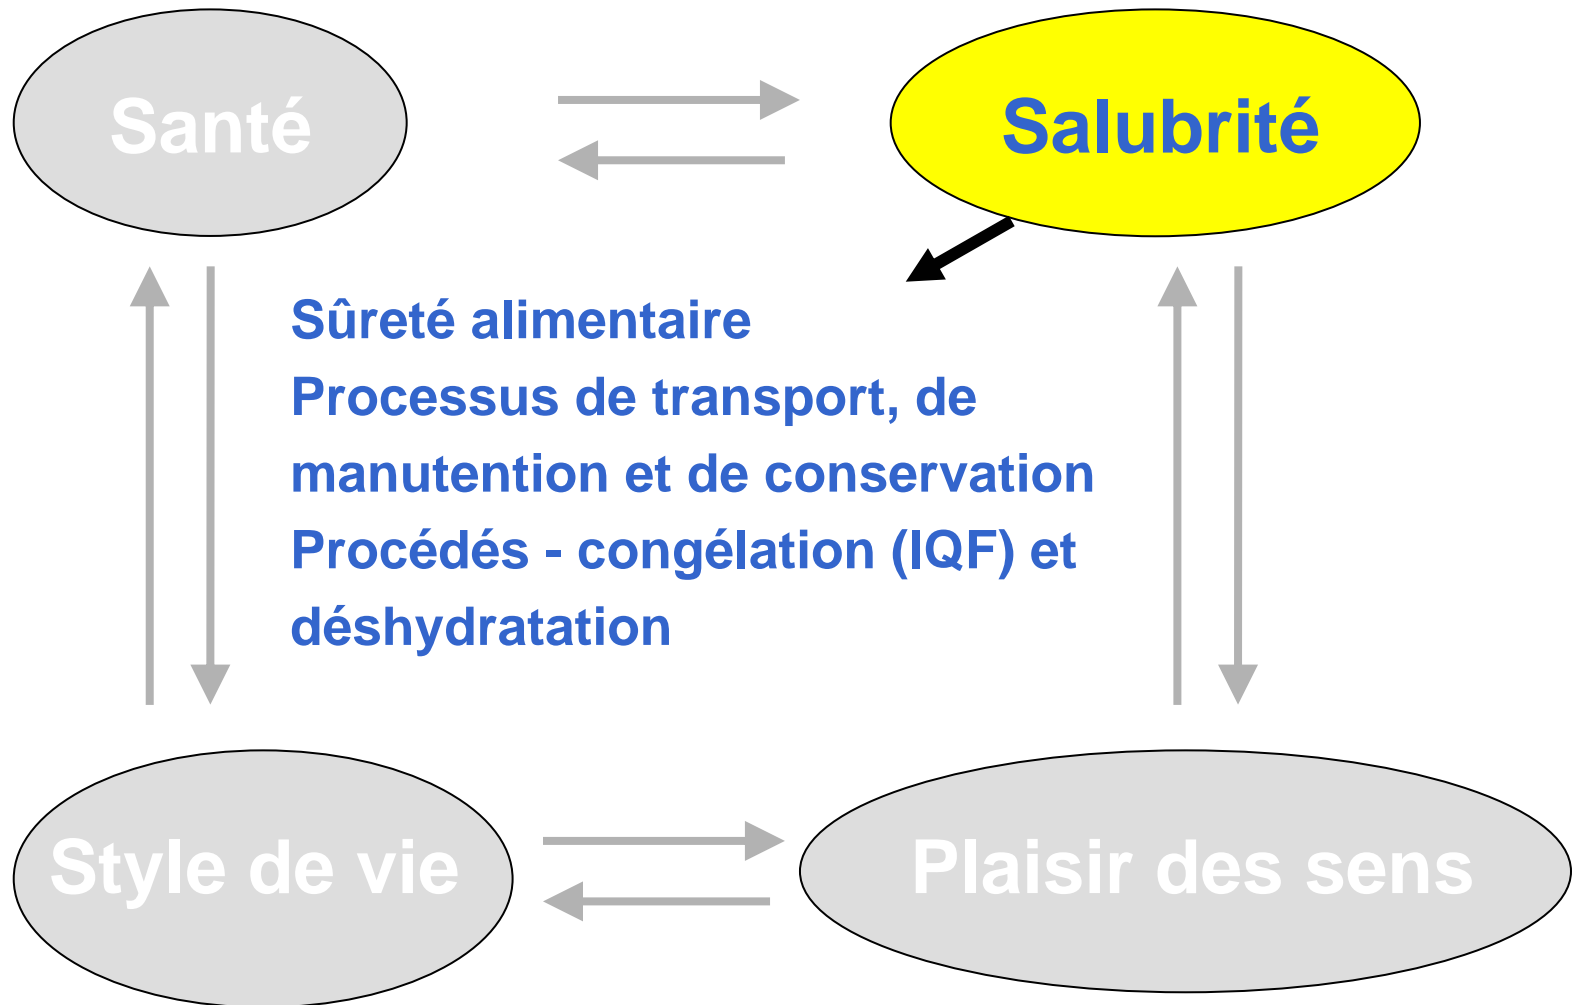 Santé
Salubrité
Sûreté alimentaire
Processus de transport, de
manutention et de conservation
Procédés - congélation (IQF) et
déshydratation
Style de vie
Plaisir des sens